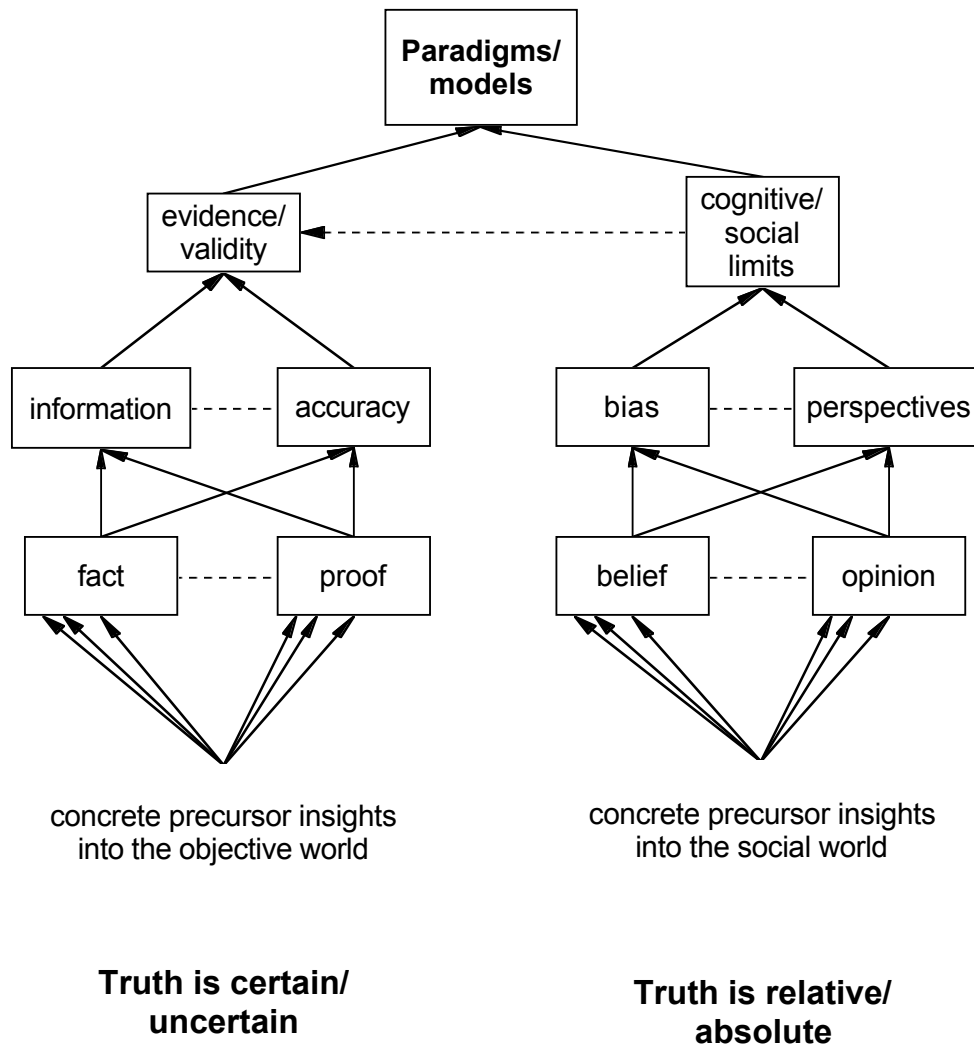 Paradigms/
models
evidence/
validity
cognitive/
social
limits
information
accuracy
bias
perspectives
fact
proof
belief
opinion
concrete precursor insights
into the objective world
concrete precursor insights
into the social world
Truth is certain/
uncertain
Truth is relative/
absolute